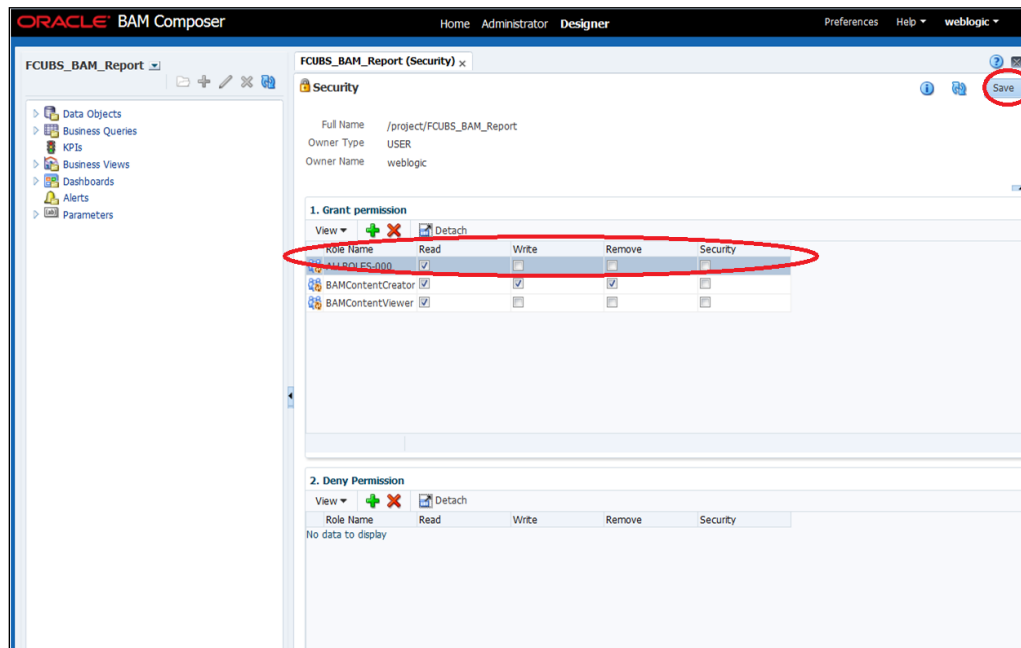 ORACLE® BAM Composer Home Administrator Designer Preferences Help weblogic
FCUBS_BAM_Report
FCUBS_BAM_Report (Security) x
Security
Save
Full Name /project/FCUBS_BAM_Report
Owner Type USER
Owner Name weblogic
Data Objects
Business Queries
KPIs
Business Views
Dashboards
Alerts
Parameters
1. Grant permission
View Detach
Role Name Read Write Remove Security
ALLROLES-000
BAMContentCreator
BAMContentViewer
2. Deny Permission
View Detach
Role Name Read Write Remove Security
No data to display